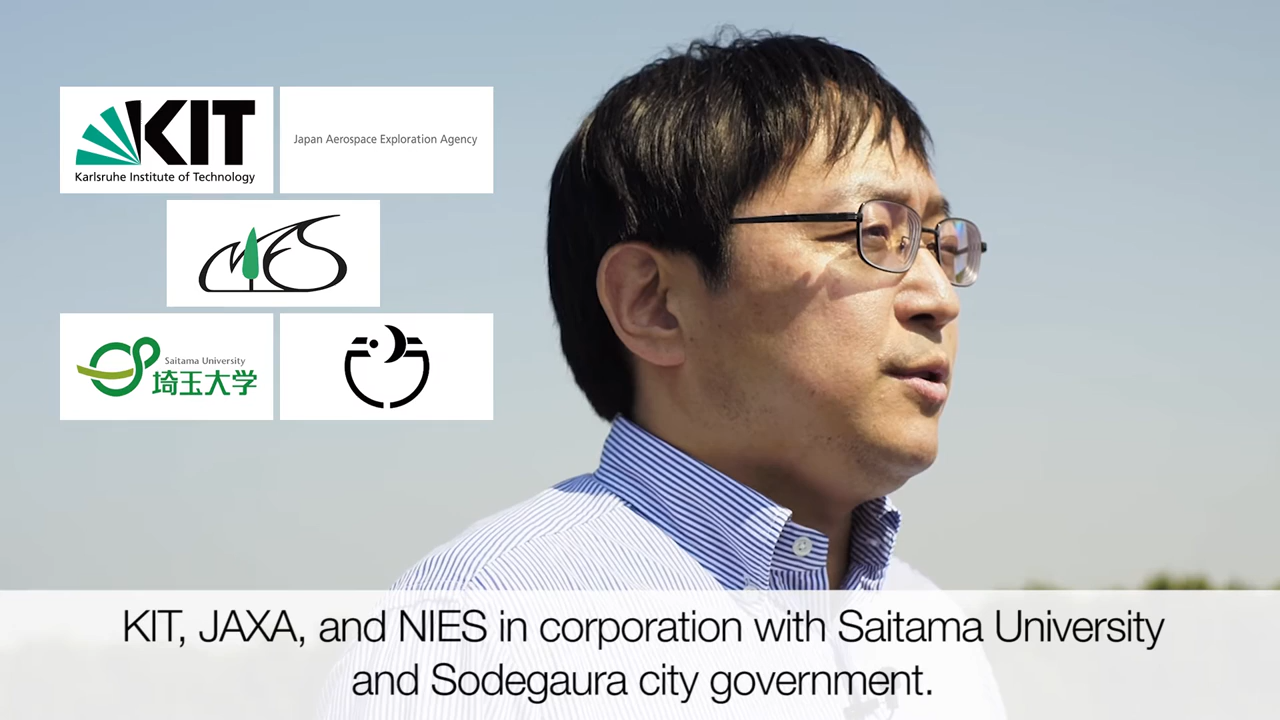 KIT
Karlsruhe Institute of Technology
Japan Aerospace Exploration Agency
NIES
Saitama University
埼玉大学
KIT, JAXA, and NIES in corporation with Saitama University
and Sodegaura city government.